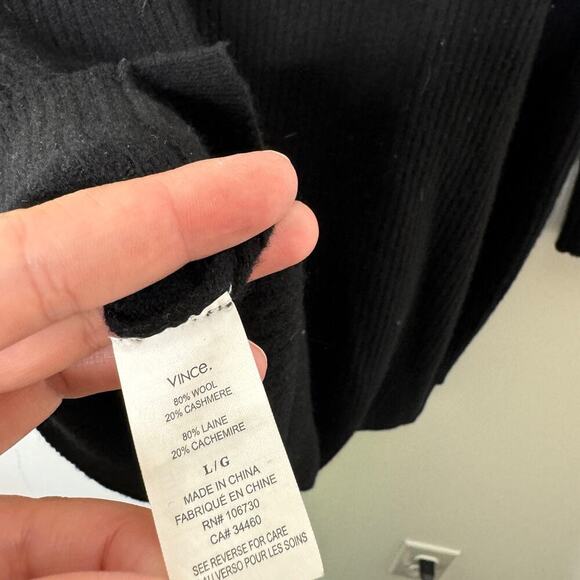 VINCE.
80% WOOL
20% CASHMERE
80% LAINE
20% CACHEMIRE
L/G
MADE IN CHINA
FABRIQUÉ EN CHINE
RN# 106730
CA# 34460
SEE REVERSE FOR CARE
AU VERSO POUR LES SOINS